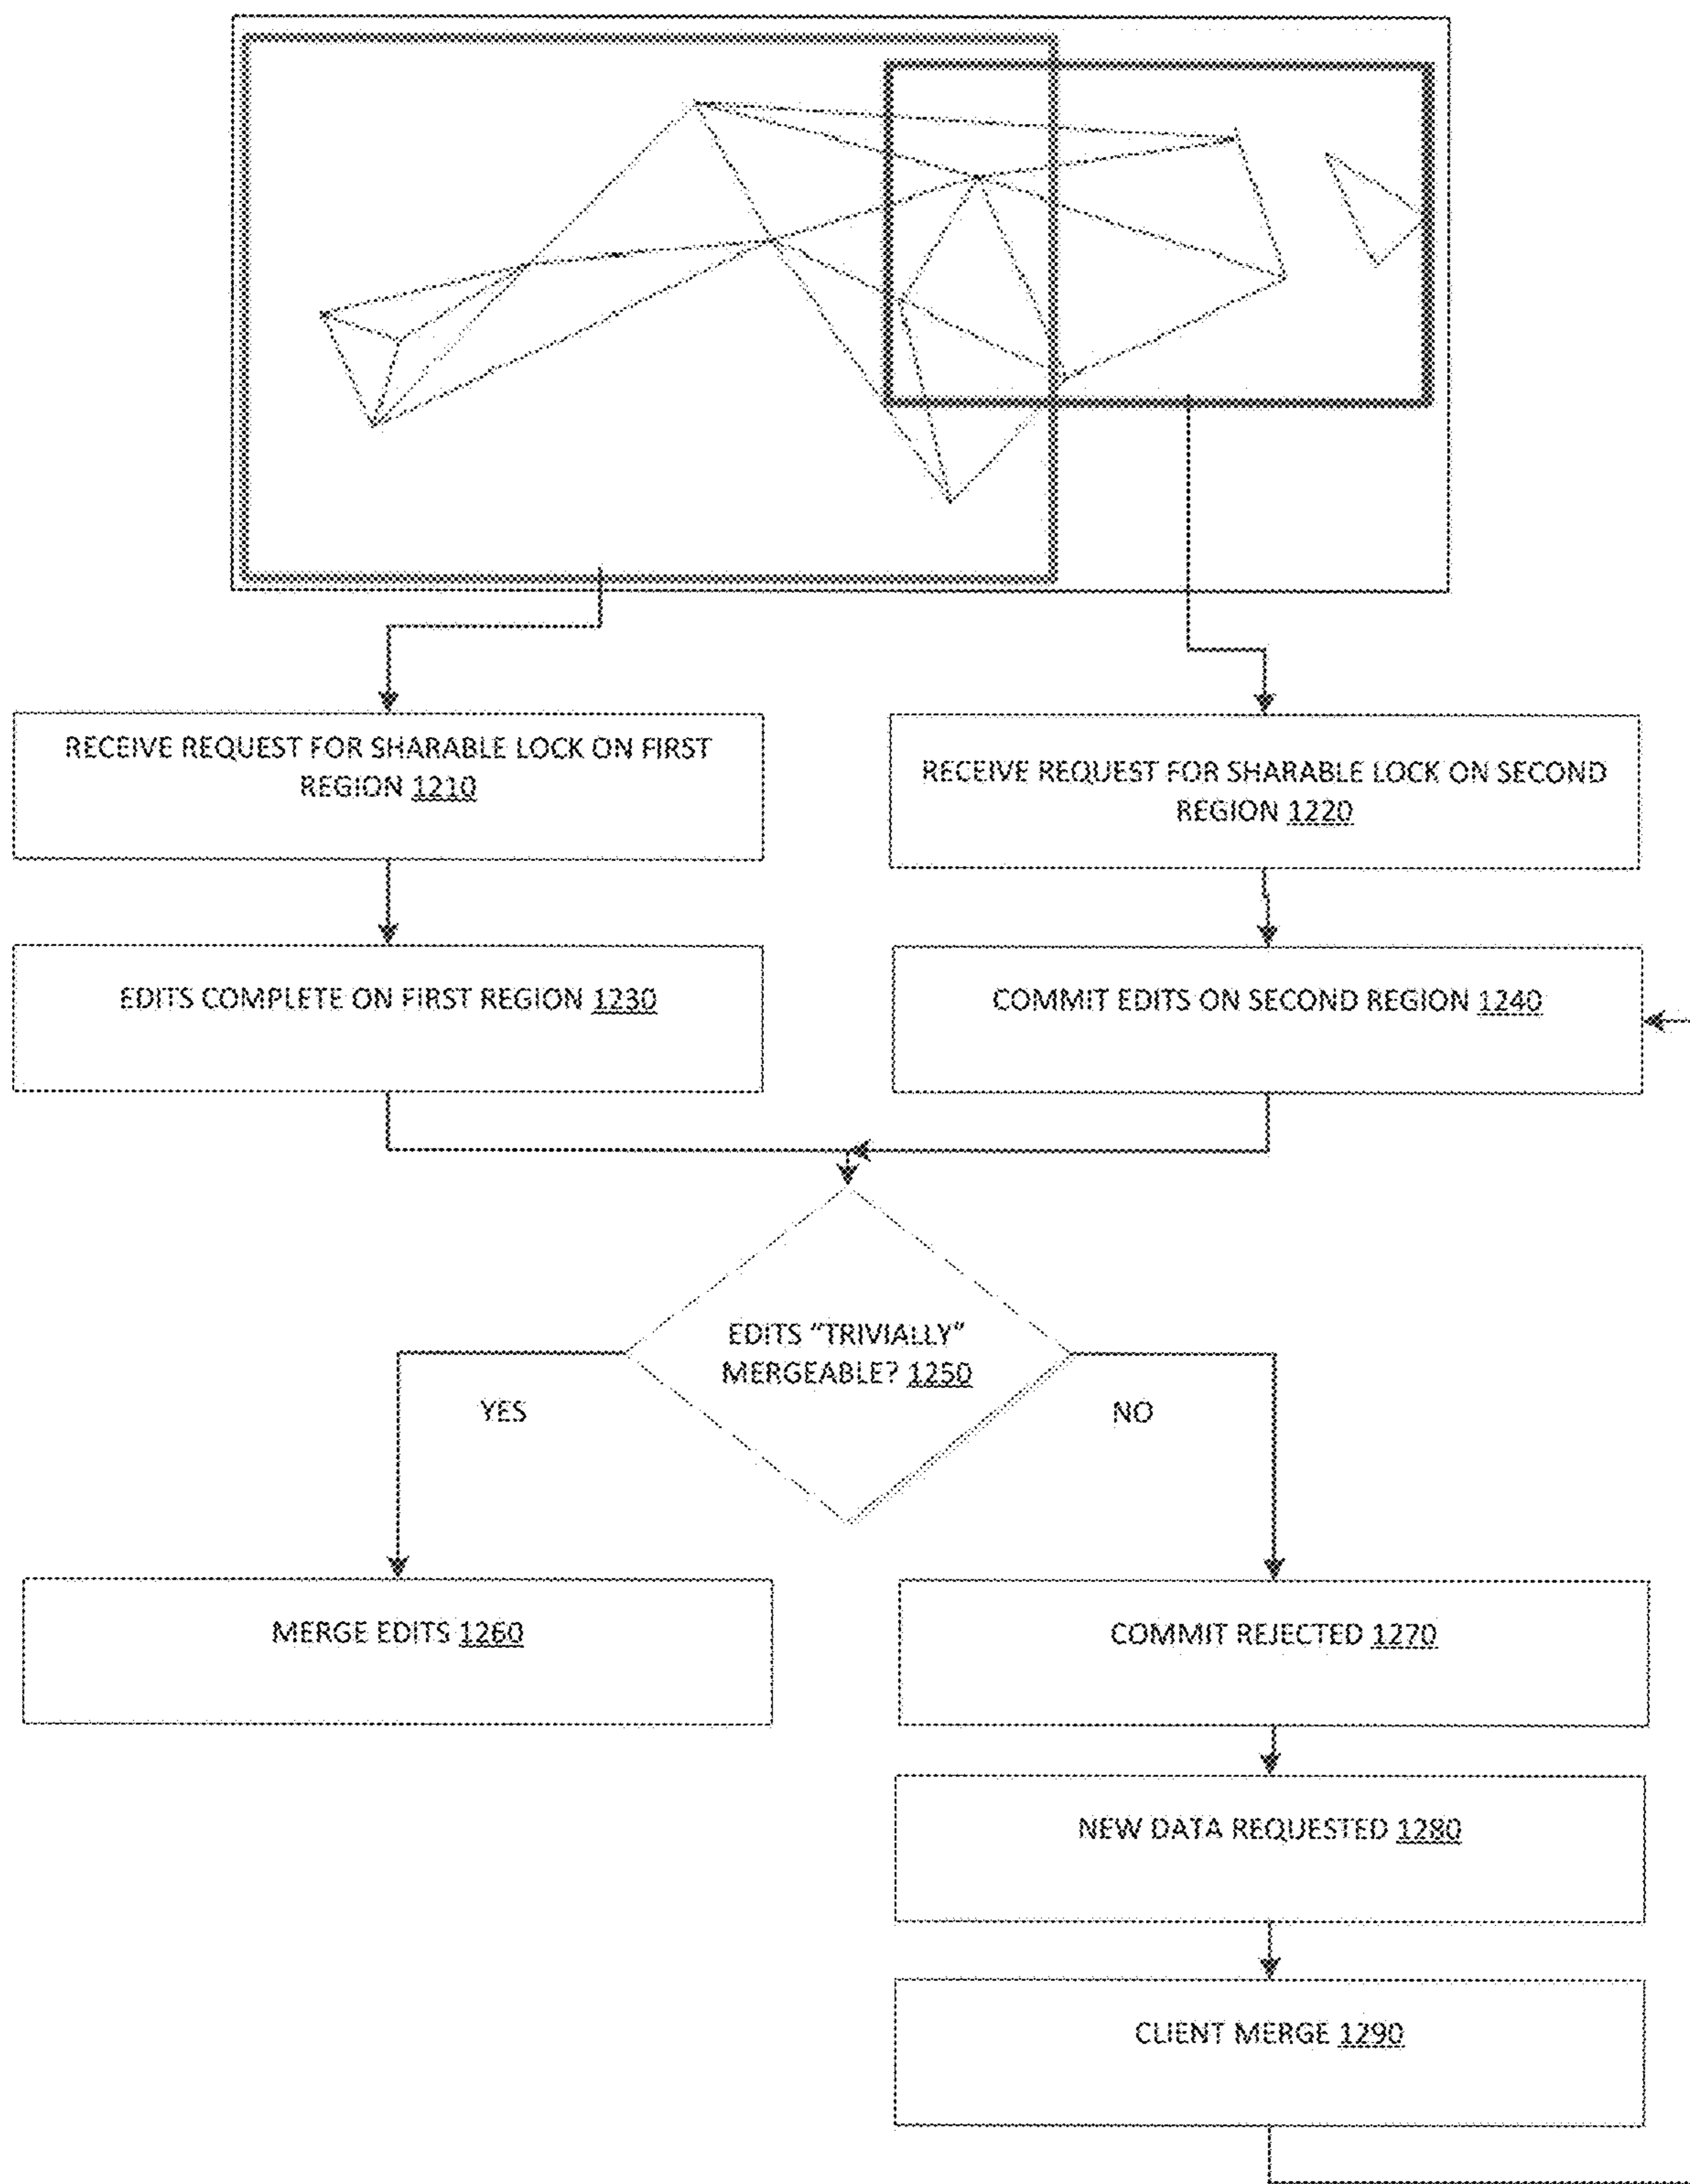 RECEIVE REQUEST FOR SHARABLE LOCK ON FIRST
REGION 1210
RECEIVE REQUEST FOR SHARABLE LOCK ON SECOND
REGION 1220
EDITS COMPLETE ON FIRST REGION 1230
COMMIT EDITS ON SECOND REGION 1240
EDITS “TRIVIALLY”
MERGEABLE? 1250
YES
NO
MERGE EDITS 1260
COMMIT REJECTED 1270
NEW DATA REQUESTED 1280
CLIENT MERGE 1290